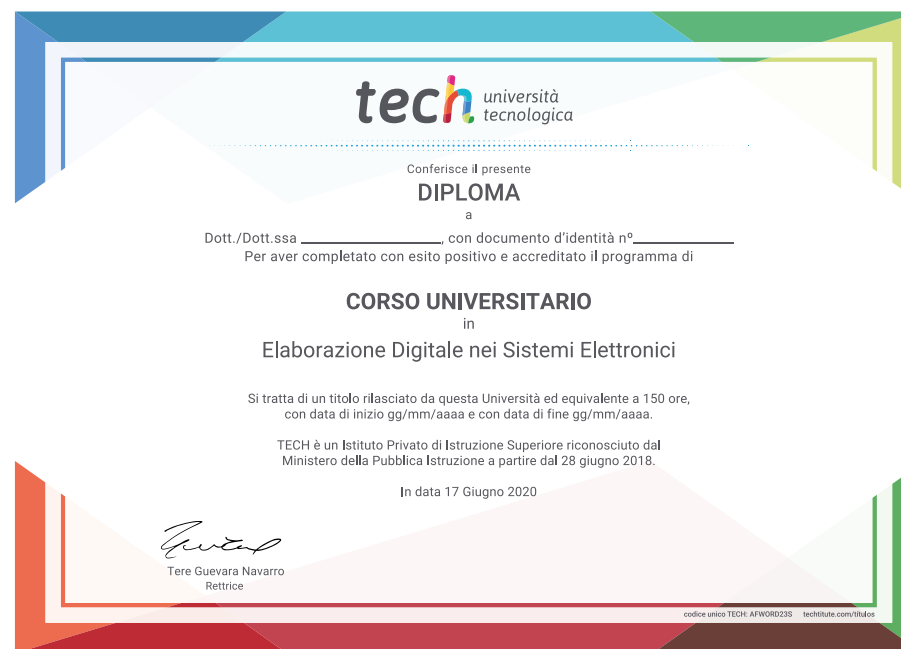 tech università
tecnologica
Conferisce il presente
DIPLOMA
a
Dott./Dott.ssa ____________________, con documento d'identità nº______________
Per aver completato con esito positivo e accreditato il programma di
CORSO UNIVERSITARIO
in
Elaborazione Digitale nei Sistemi Elettronici
Si tratta di un titolo rilasciato da questa Università ed equivalente a 150 ore,
con data di inizio gg/mm/aaaa e con data di fine gg/mm/aaaa.
TECH è un Istituto Privato di Istruzione Superiore riconosciuto dal
Ministero della Pubblica Istruzione a partire dal 28 giugno 2018.
In data 17 Giugno 2020
Tere Guevara Navarro
Rettrice
codice unico TECH: AFWORD23S techtitute.com/títulos